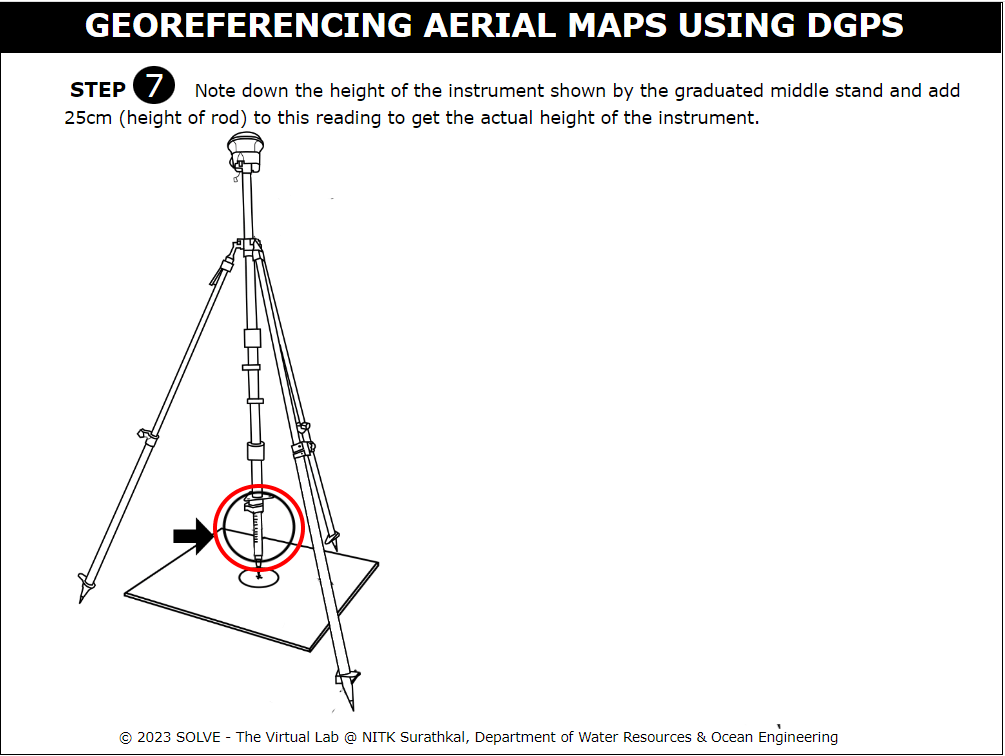 GEOREFERENCING AERIAL MAPS USING DGPS
STEP 7 Note down the height of the instrument shown by the graduated middle stand and add
25cm (height of rod) to this reading to get the actual height of the instrument.
© 2023 SOLVE - The Virtual Lab @ NITK Surathkal, Department of Water Resources & Ocean Engineering